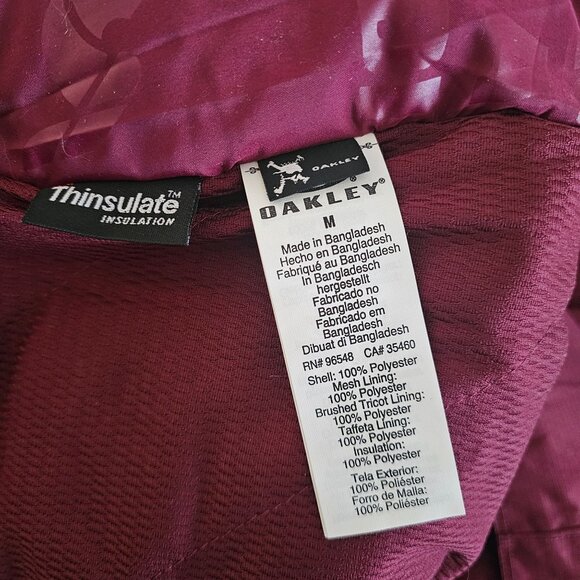 Thinsulate™
INSULATION
OAKLEY
OAKLEY
M
Made in Bangladesh
Hecho en Bangladesh
Fabriqué au Bangladesh
In Bangladesch
hergestellt
Fabricado no
Bangladesh
Fabricado em
Bangladesh
Dibuat di Bangladesh
RN# 96548 CA# 35460
Shell: 100% Polyester
Mesh Lining:
100% Polyester
Brushed Tricot Lining:
100% Polyester
Taffeta Lining:
100% Polyester
Insulation:
100% Polyester
Tela Exterior:
100% Poliéster
Forro de Malla:
100% Poliéster